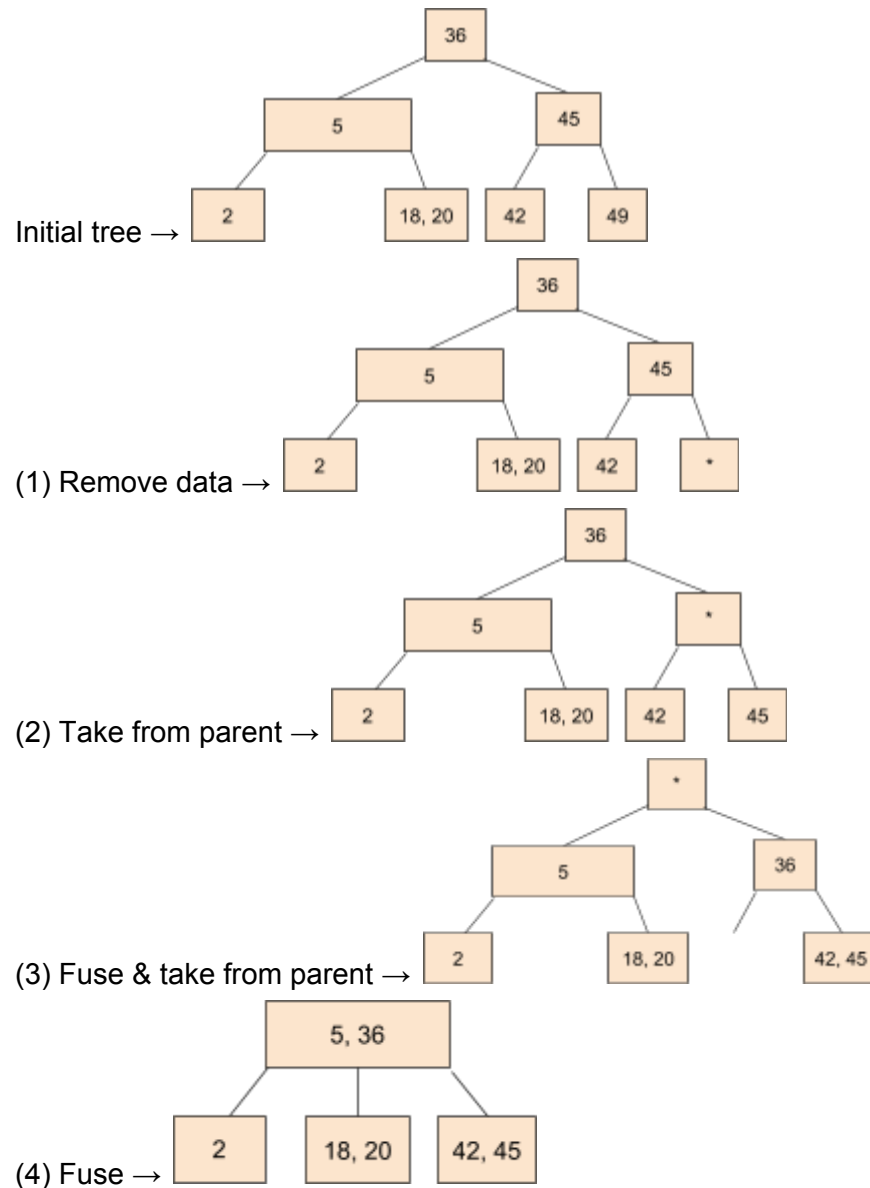 36
5
45
Initial tree → 2 18, 20 42 49
36
5
45
(1) Remove data → 2 18, 20 42 *
36
5
*
(2) Take from parent → 2 18, 20 42 45
*
5
36
(3) Fuse & take from parent → 2 18, 20 42, 45
5, 36
(4) Fuse → 2 18, 20 42, 45